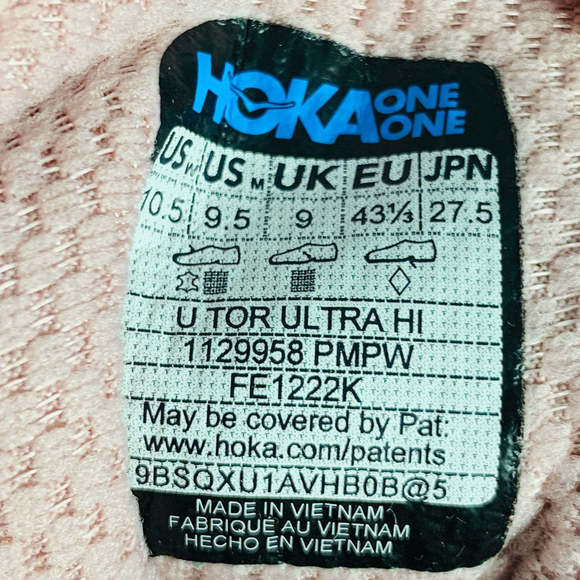 HOKA ONE ONE
US W US M UK EU JPN
10.5 9.5 9 43⅓ 27.5
U TOR ULTRA HI
1129958 PMPW
FE1222K
May be covered by Pat:
www.hoka.com/patents
9BSQXU1AVHB0B@5
MADE IN VIETNAM
FABRIQUÉ AU VIETNAM
HECHO EN VIETNAM